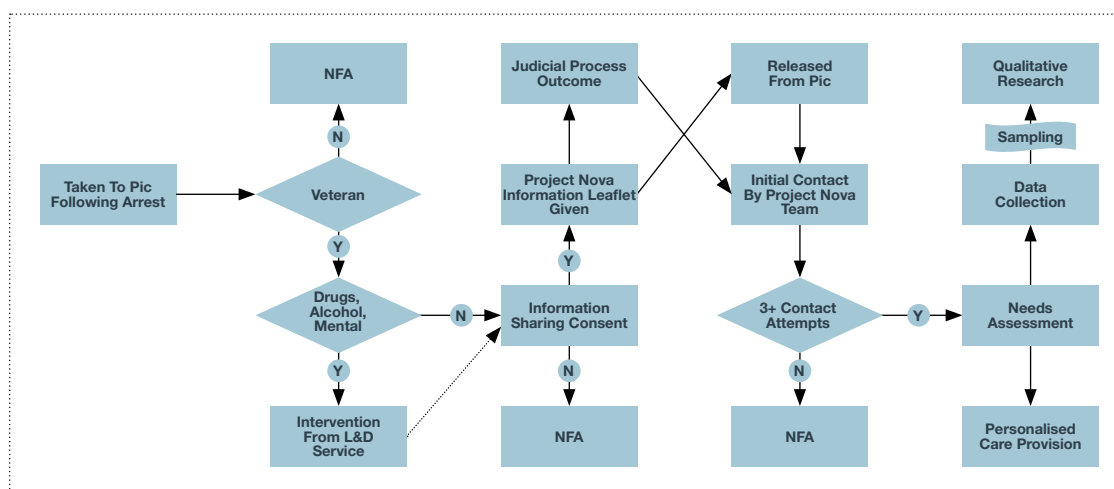 Taken To Pic
Following Arrest
NFA
N
Veteran
Y
Drugs,
Alcohol,
Mental
N
Y
Intervention
From L&D
Service
Judicial Process
Outcome
Project Nova
Information Leaflet
Given
Y
Information
Sharing Consent
N
NFA
Released
From Pic
Initial Contact
By Project Nova
Team
3+ Contact
Attempts
Y
N
NFA
Qualitative
Research
Sampling
Data
Collection
Needs
Assessment
Personalised
Care Provision